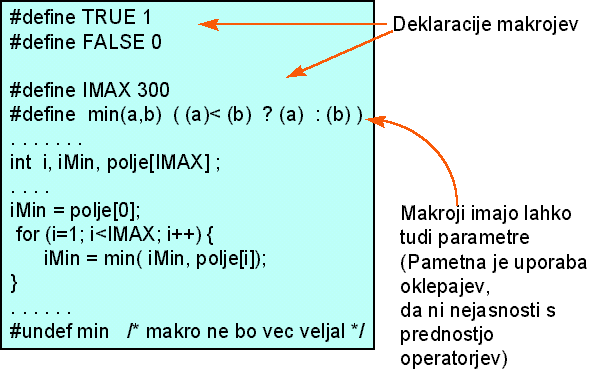 #define TRUE 1
#define FALSE 0
#define IMAX 300
#define  min(a,b)  ( (a)< (b)  ? (a)  : (b) )
. . . . . . .
int  i, iMin, polje[IMAX] ;
. . . .
iMin = polje[0];
for (i=1; i<IMAX; i++) {
iMin = min( iMin, polje[i]);
}
. . . . . .
#undef min   /* makro ne bo vec veljal */
Deklaracije makrojev
Makroji imajo lahko
tudi parametre
(Pametna je uporaba
oklepajev,
da ni nejasnosti s
prednostjo
operatorjev)